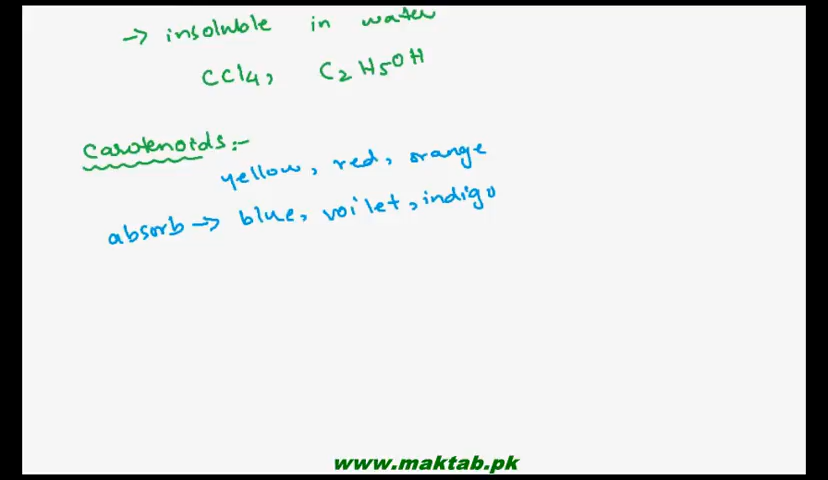 → insoluble in water
CCl4, C2H5OH
Carotenoids:-
yellow, red, orange
absorb → blue, voilet, indigo
www.maktab.pk